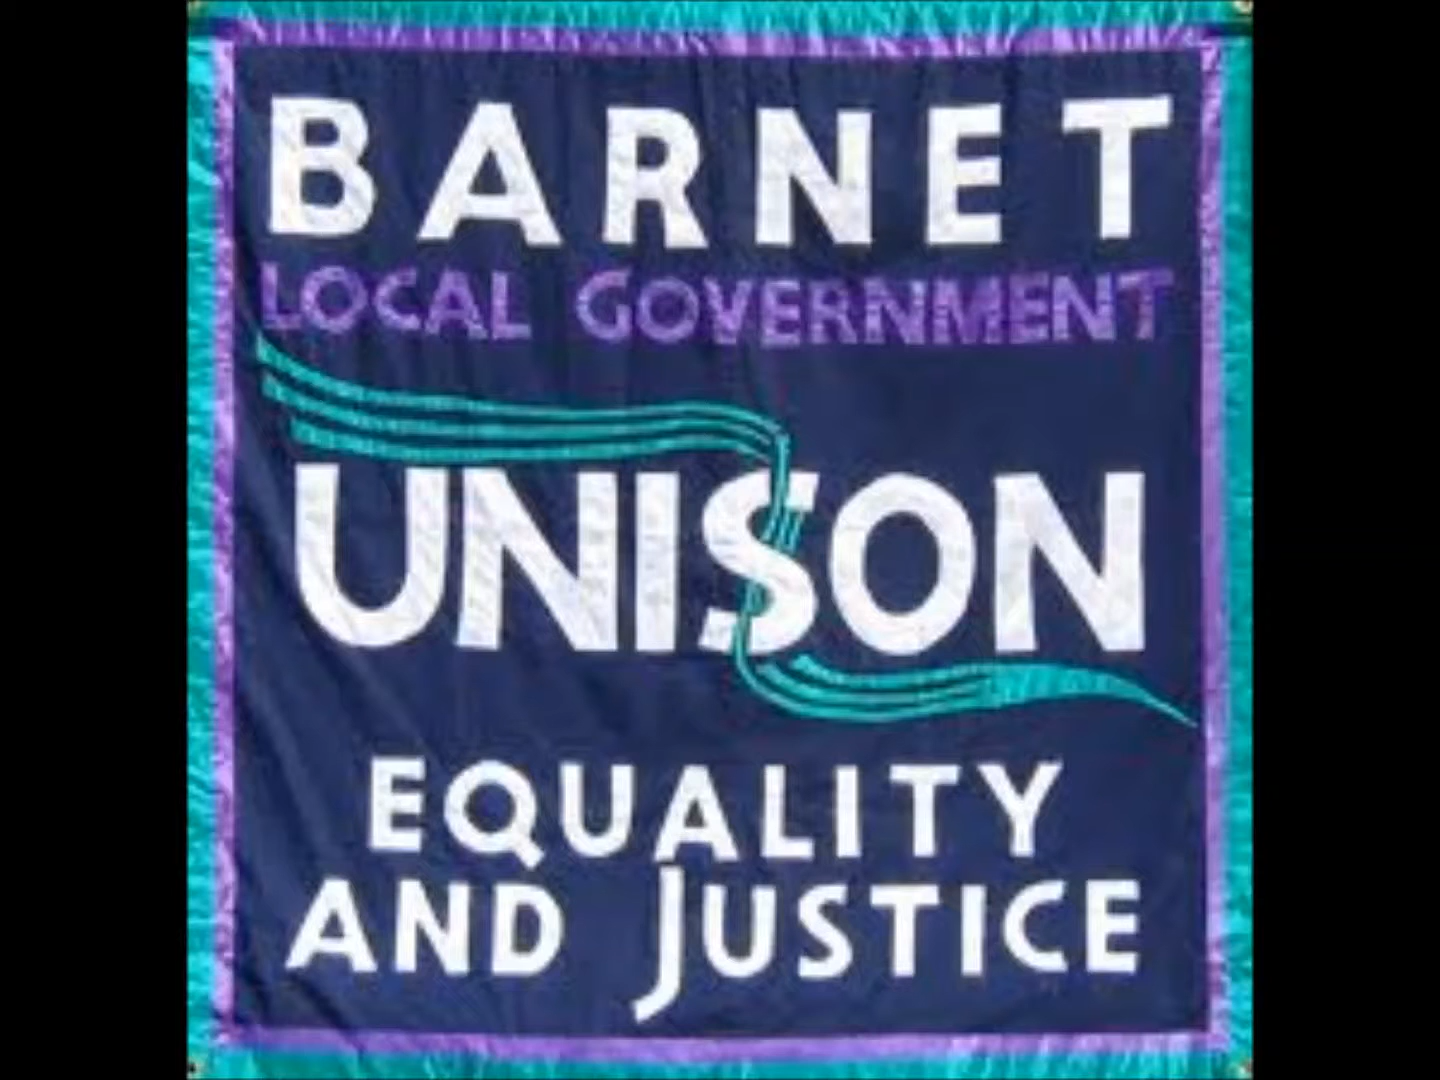 BARNET
LOCAL GOVERNMENT
UNISON
EQUALITY
AND JUSTICE